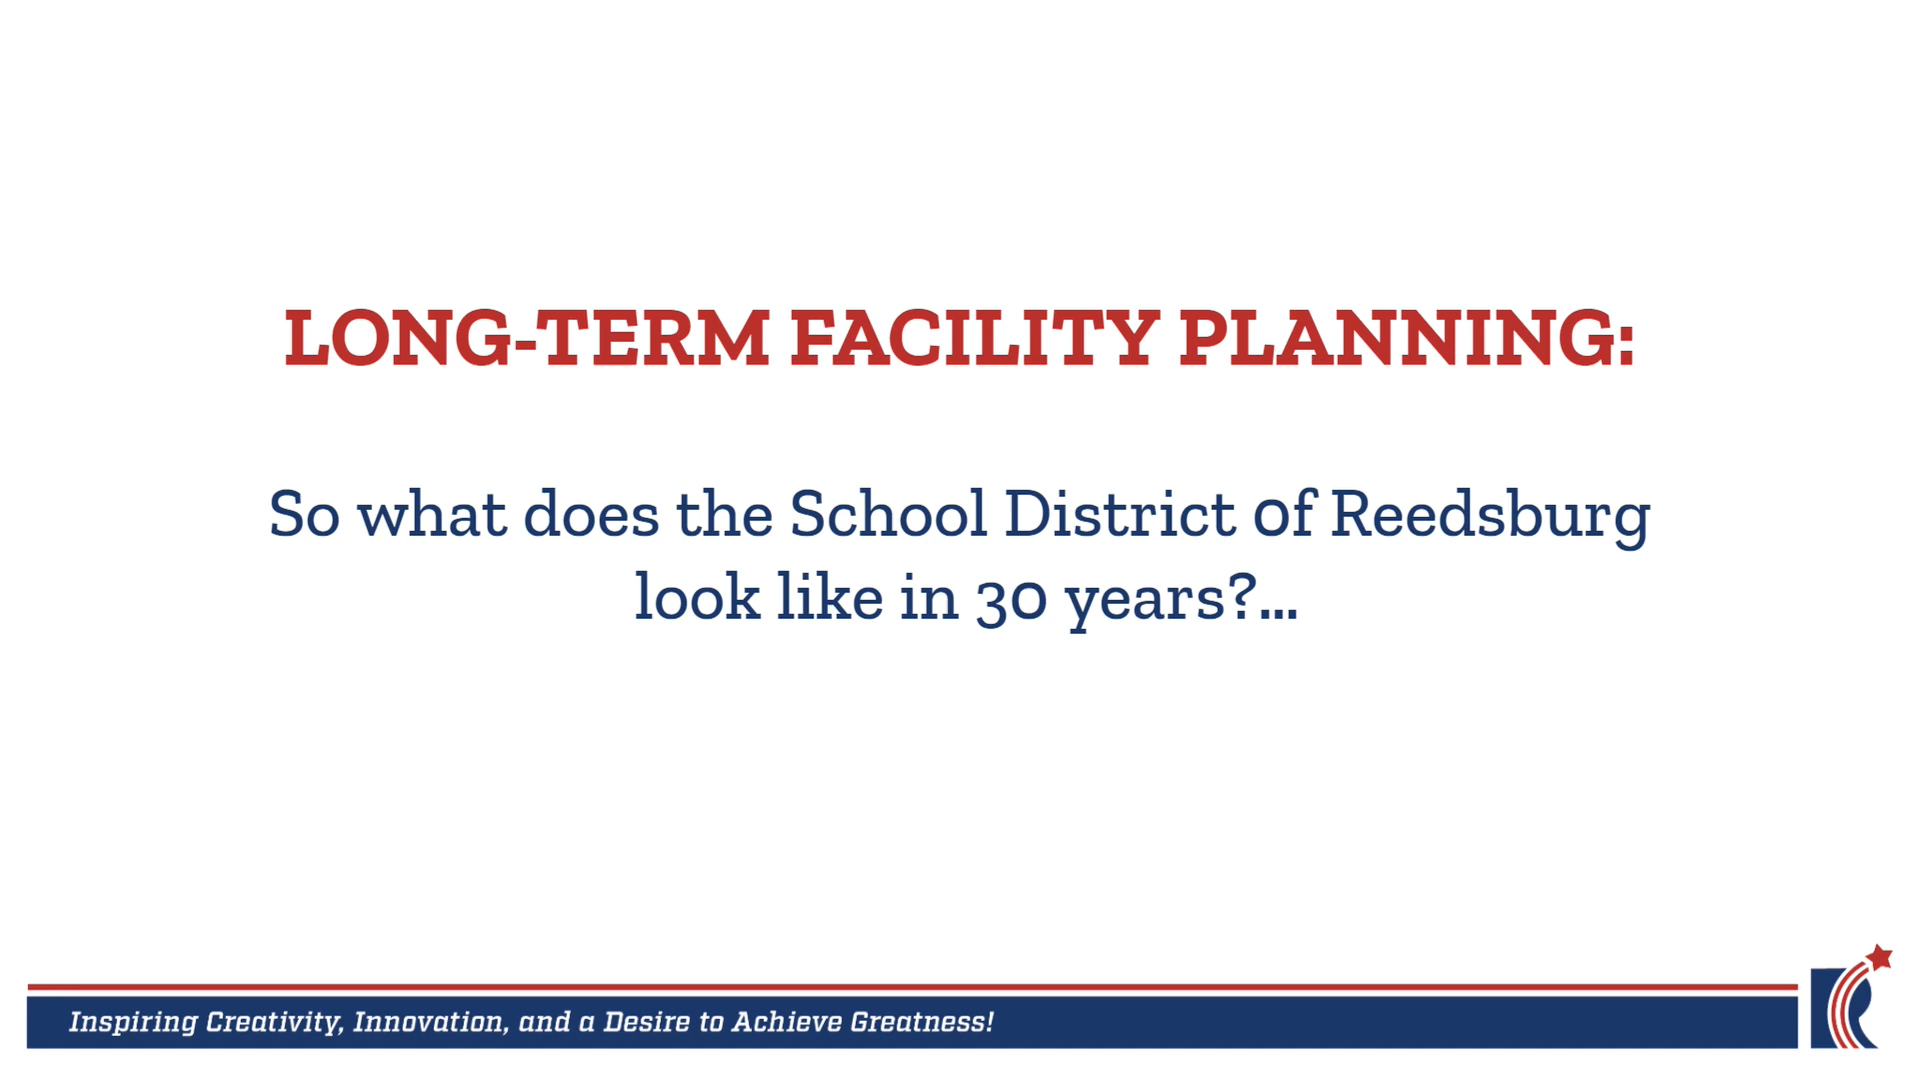 LONG-TERM FACILITY PLANNING:
So what does the School District of Reedsburg
look like in 30 years?...
Inspiring Creativity, Innovation, and a Desire to Achieve Greatness!